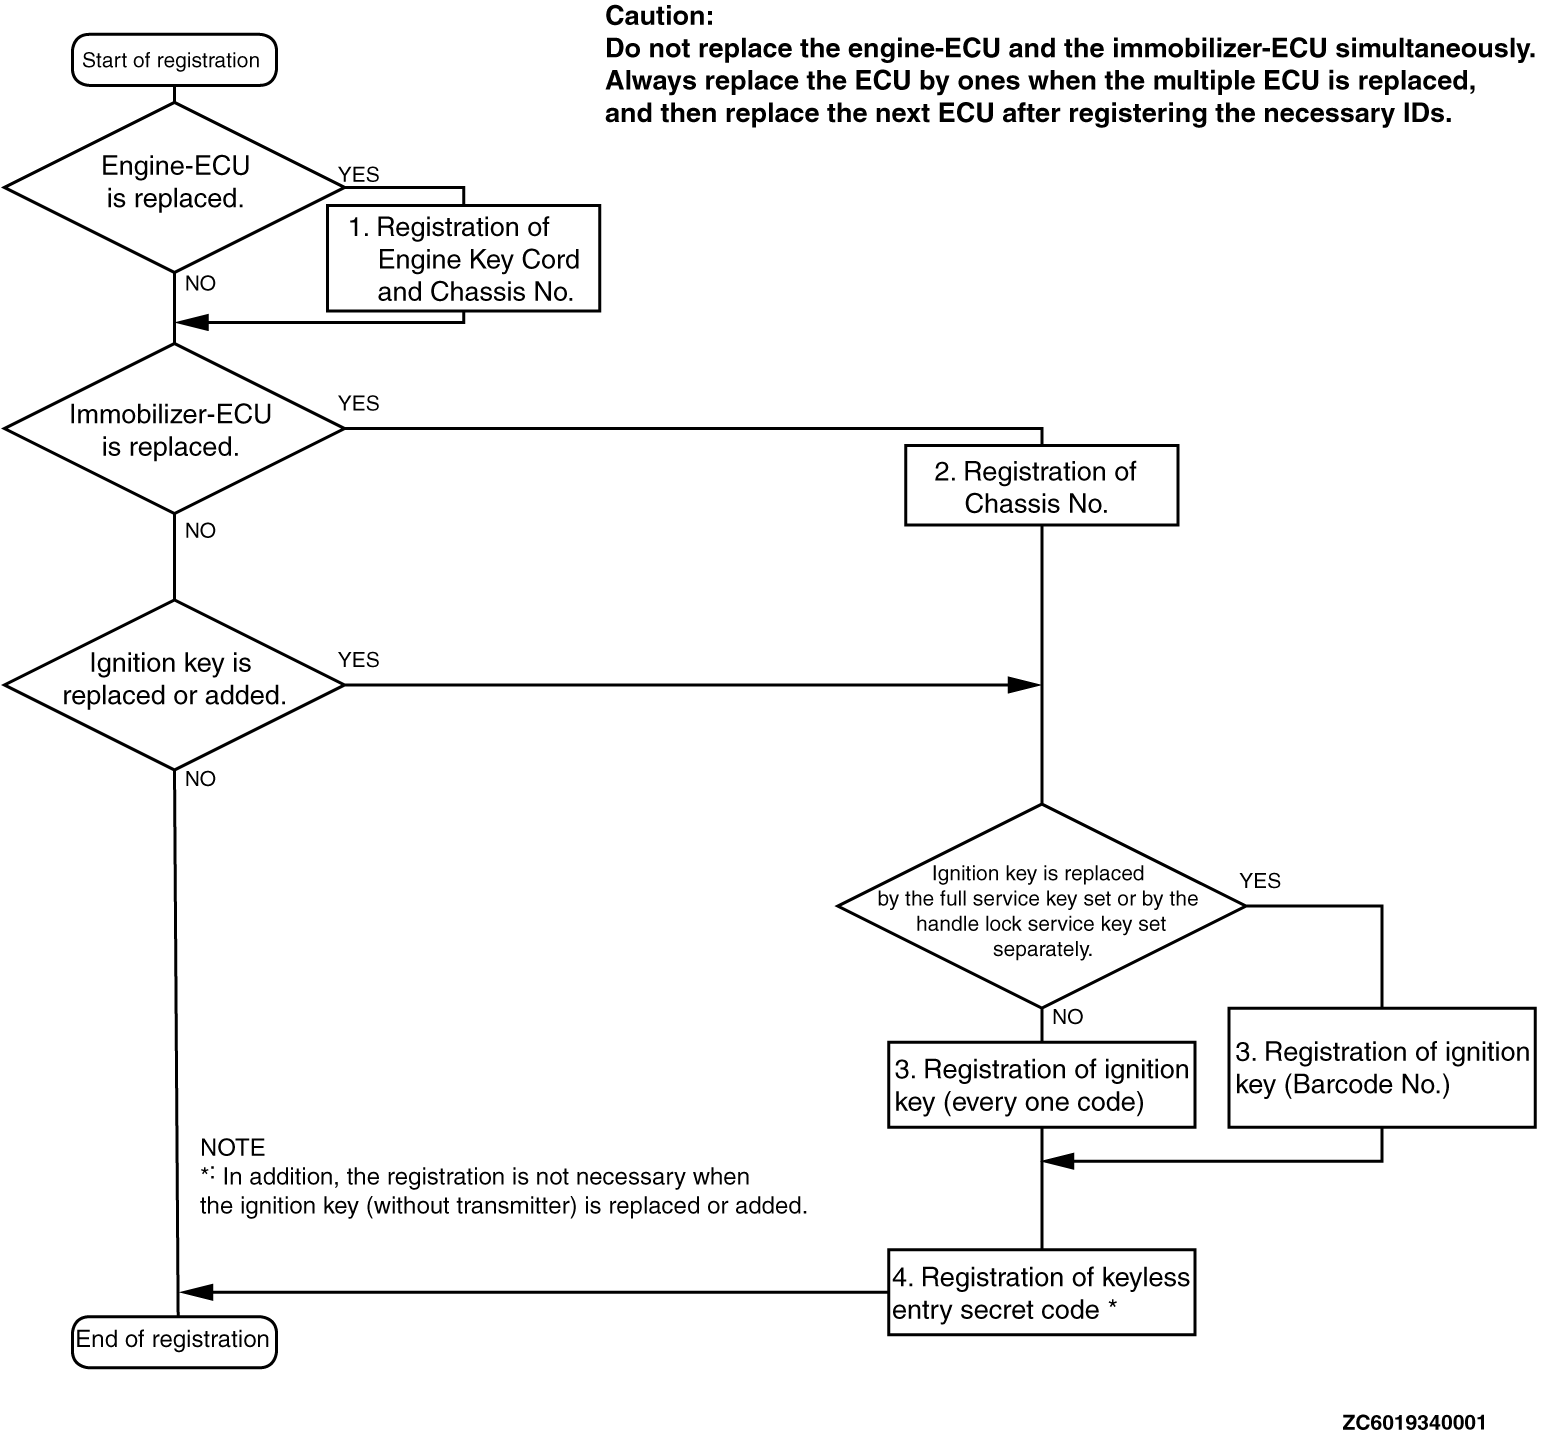 Caution:
Do not replace the engine-ECU and the immobilizer-ECU simultaneously.
Always replace the ECU by ones when the multiple ECU is replaced,
and then replace the next ECU after registering the necessary IDs.
Start of registration
Engine-ECU
is replaced.
YES
1. Registration of
Engine Key Cord
and Chassis No.
NO
Immobilizer-ECU
is replaced.
YES
2. Registration of
Chassis No.
NO
Ignition key is
replaced or added.
YES
NO
Ignition key is replaced
by the full service key set or by the
handle lock service key set
separately.
YES
NO
3. Registration of ignition
key (every one code)
3. Registration of ignition
key (Barcode No.)
NOTE
*: In addition, the registration is not necessary when
the ignition key (without transmitter) is replaced or added.
4. Registration of keyless
entry secret code *
End of registration
ZC6019340001